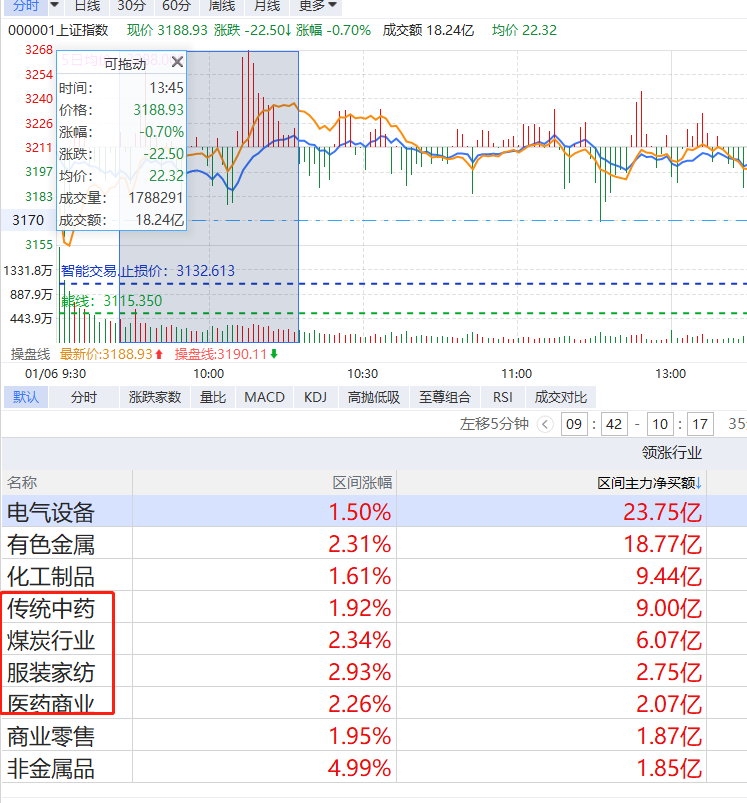 分时 日线 30分 60分 周线 月线 更多
000001上证指数 现价 3188.93 涨跌 -22.50↓ 涨幅 -0.70% 成交额 18.24亿 均价 22.32
3268
3254
3240
3226
3211
3197
3183
3170
3155
可拖动
时间: 13:45
价格: 3188.93
涨幅: -0.70%
涨跌: -22.50
均价: 22.32
成交量: 1788291
成交额: 18.24亿
1331.8万
887.9万
443.9万
智能交易.止损价: 3132.613
熊线: 3115.350
操盘线 最新价:3188.93 操盘线:3190.11
01/06 9:30 10:00 10:30 11:00 13:00
默认 分时 涨跌家数 量比 MACD KDJ 高抛低吸 至尊组合 RSI 成交对比
左移5分钟 < 09 : 42 - 10 : 17
领涨行业
名称 区间涨幅 区间主力净买额↓
电气设备 1.50% 23.75亿
有色金属 2.31% 18.77亿
化工制品 1.61% 9.44亿
传统中药 1.92% 9.00亿
煤炭行业 2.34% 6.07亿
服装家纺 2.93% 2.75亿
医药商业 2.26% 2.07亿
商业零售 1.95% 1.87亿
非金属品 4.99% 1.85亿